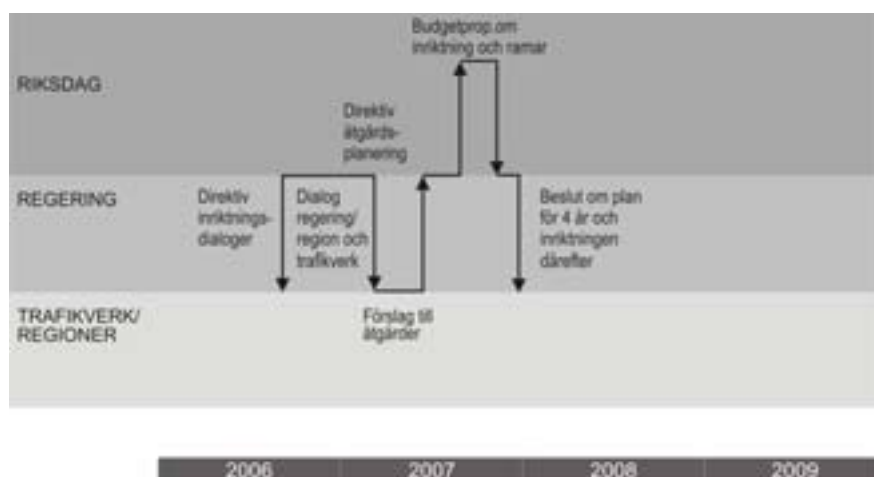 Budgetprop.om
inriktning och ramar
RIKSDAG
Direktiv
åtgärds-
planering
REGERING
Direktiv
inriktnings-
dialoger
Dialog
regering/
region och
trafikverk
Beslut om plan
för 4 år och
inriktningen
därefter
TRAFIKVERK/
REGIONER
Förslag till
åtgärder
2006 2007 2008 2009